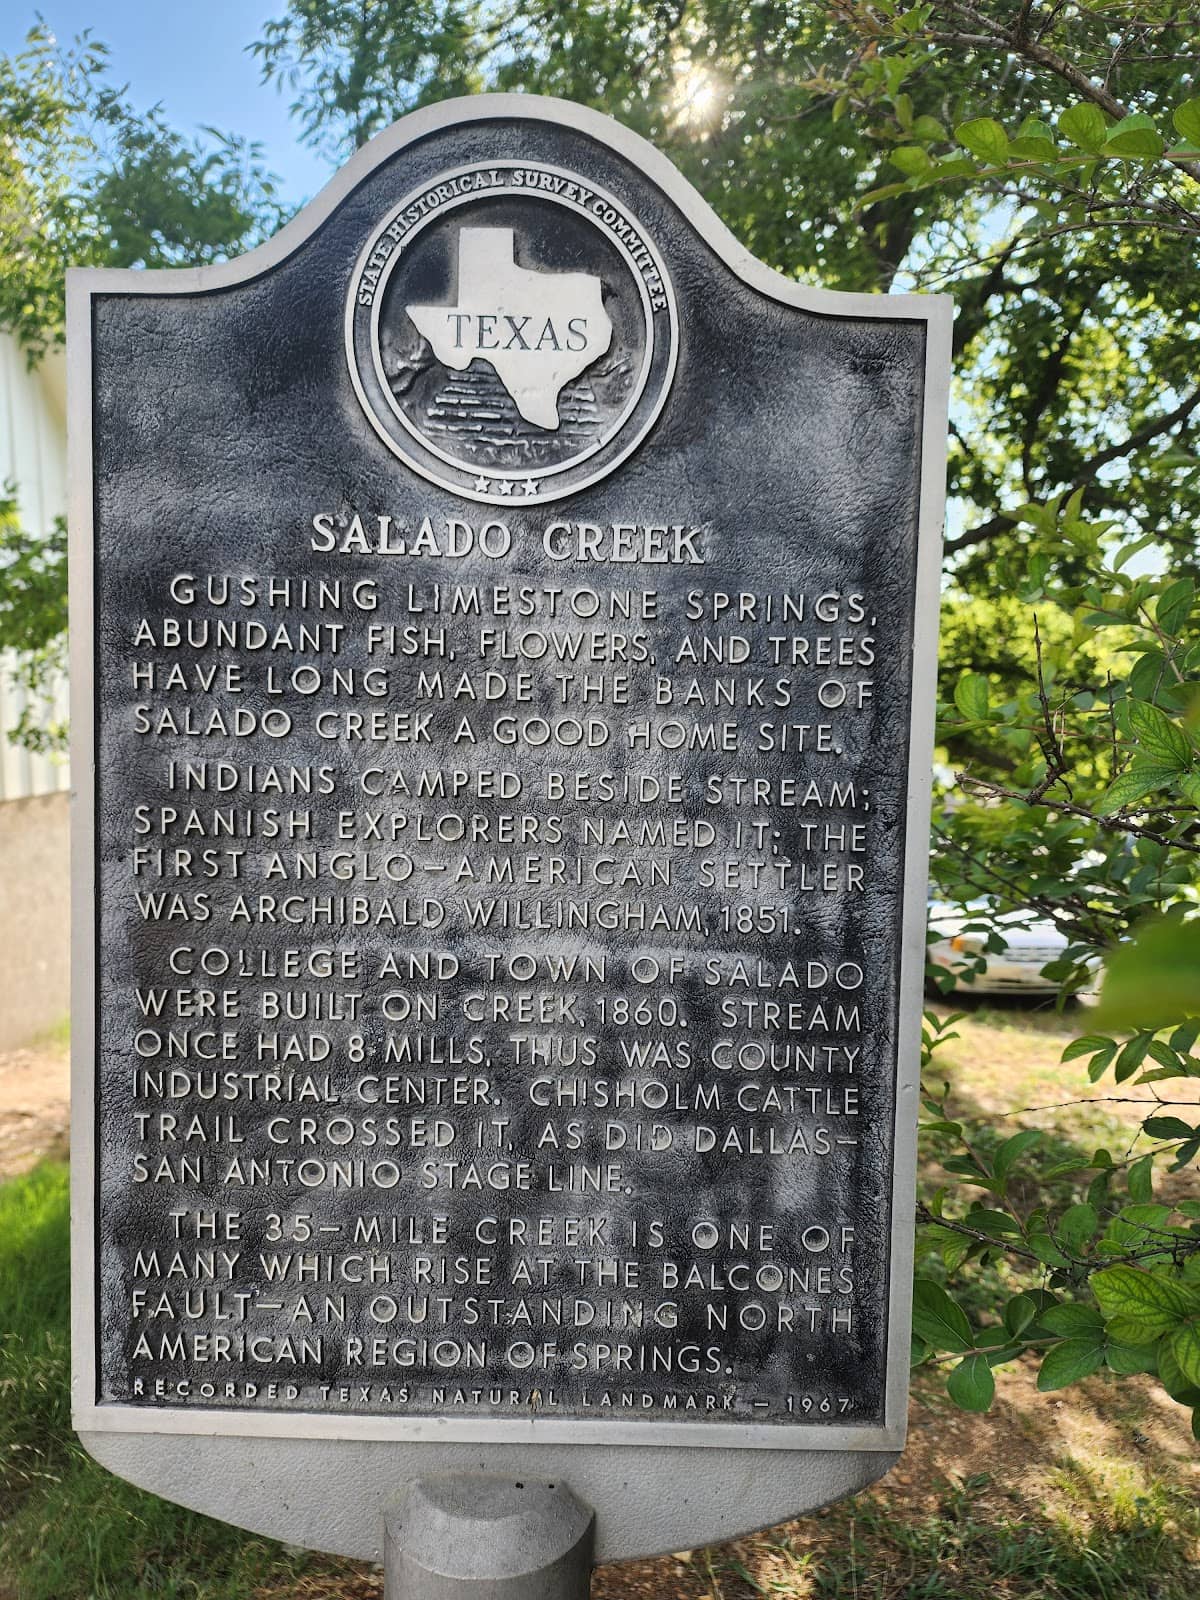 STATE HISTORICAL SURVEY COMMITTEE
TEXAS
SALADO CREEK
GUSHING LIMESTONE SPRINGS,
ABUNDANT FISH, FLOWERS, AND TREES
HAVE LONG MADE THE BANKS OF
SALADO CREEK A GOOD HOME SITE.
INDIANS CAMPED BESIDE STREAM;
SPANISH EXPLORERS NAMED IT; THE
FIRST ANGLO-AMERICAN SETTLER
WAS ARCHIBALD WILLINGHAM, 1851.
COLLEGE AND TOWN OF SALADO
WERE BUILT ON CREEK, 1860. STREAM
ONCE HAD 8 MILLS, THUS WAS COUNTY
INDUSTRIAL CENTER. CHISHOLM CATTLE
TRAIL CROSSED IT, AS DID DALLAS-
SAN ANTONIO STAGE LINE.
THE 35-MILE CREEK IS ONE OF
MANY WHICH RISE AT THE BALCONES
FAULT—AN OUTSTANDING NORTH
AMERICAN REGION OF SPRINGS.
RECORDED TEXAS NATURAL LANDMARK — 1967